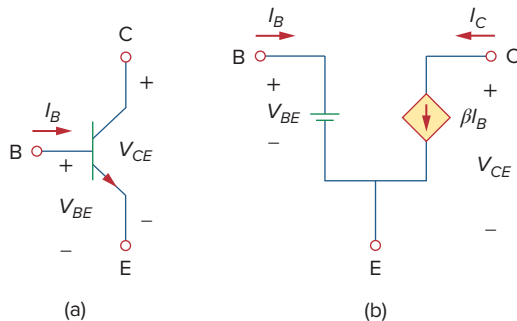 C
+
I_B
B
+
V_CE
V_BE
−
−
E
(a)
I_B
I_C
B
C
+
+
V_BE
βI_B
−
V_CE
−
E
(b)